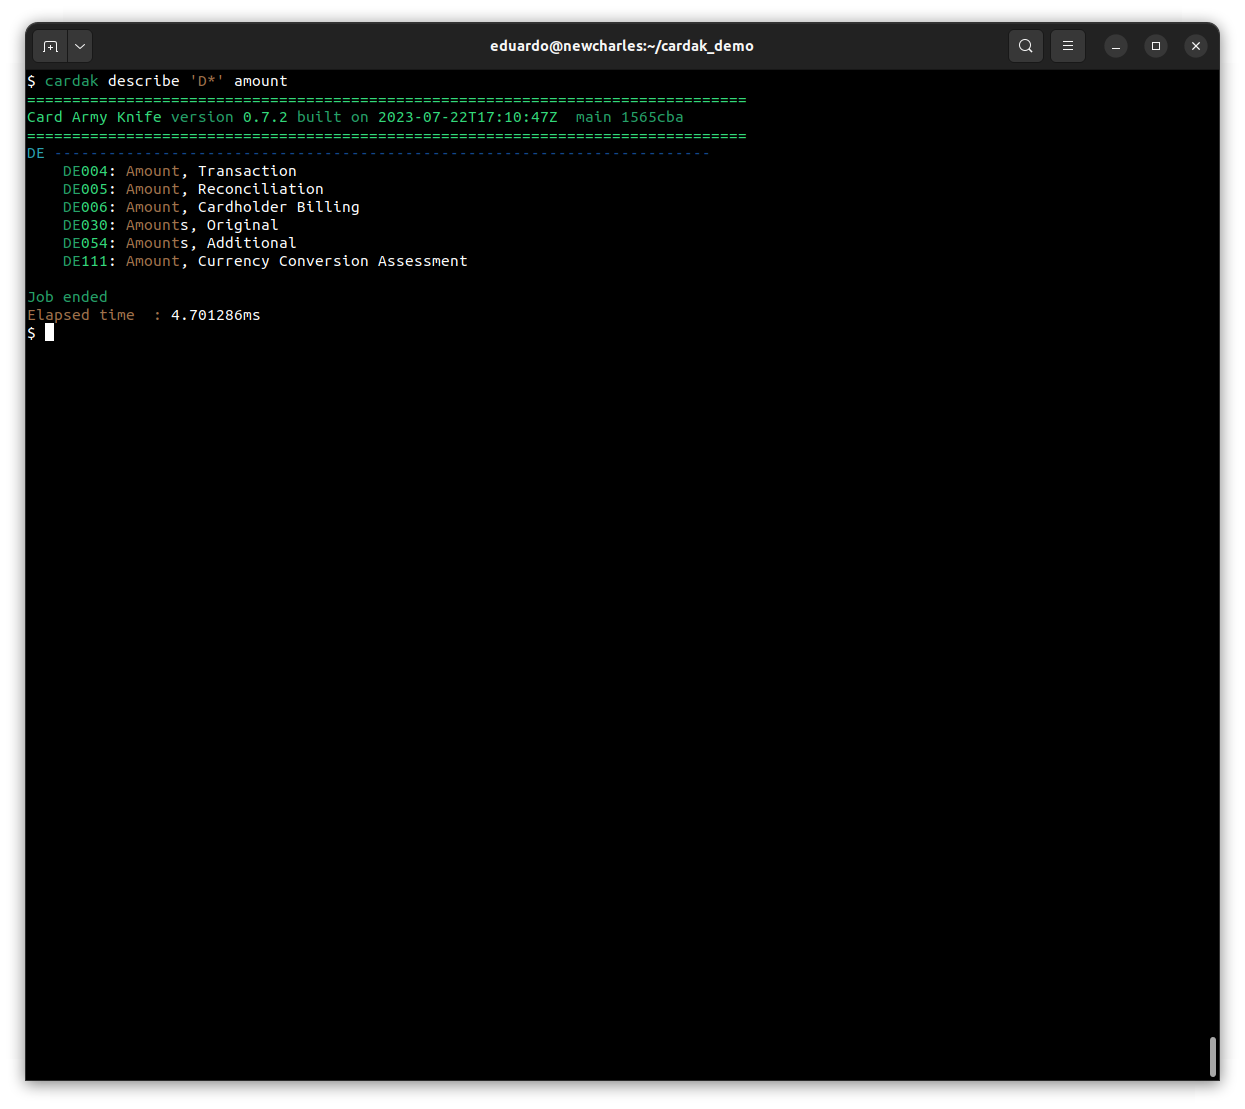 eduardo@newcharles:~/cardak_demo
$ cardak describe 'D*' amount
================================================================================
Card Army Knife version 0.7.2 built on 2023-07-22T17:10:47Z  main 1565cba
================================================================================
DE -------------------------------------------------------------------------
    DE004: Amount, Transaction
    DE005: Amount, Reconciliation
    DE006: Amount, Cardholder Billing
    DE030: Amounts, Original
    DE054: Amounts, Additional
    DE111: Amount, Currency Conversion Assessment
Job ended
Elapsed time  : 4.701286ms
$